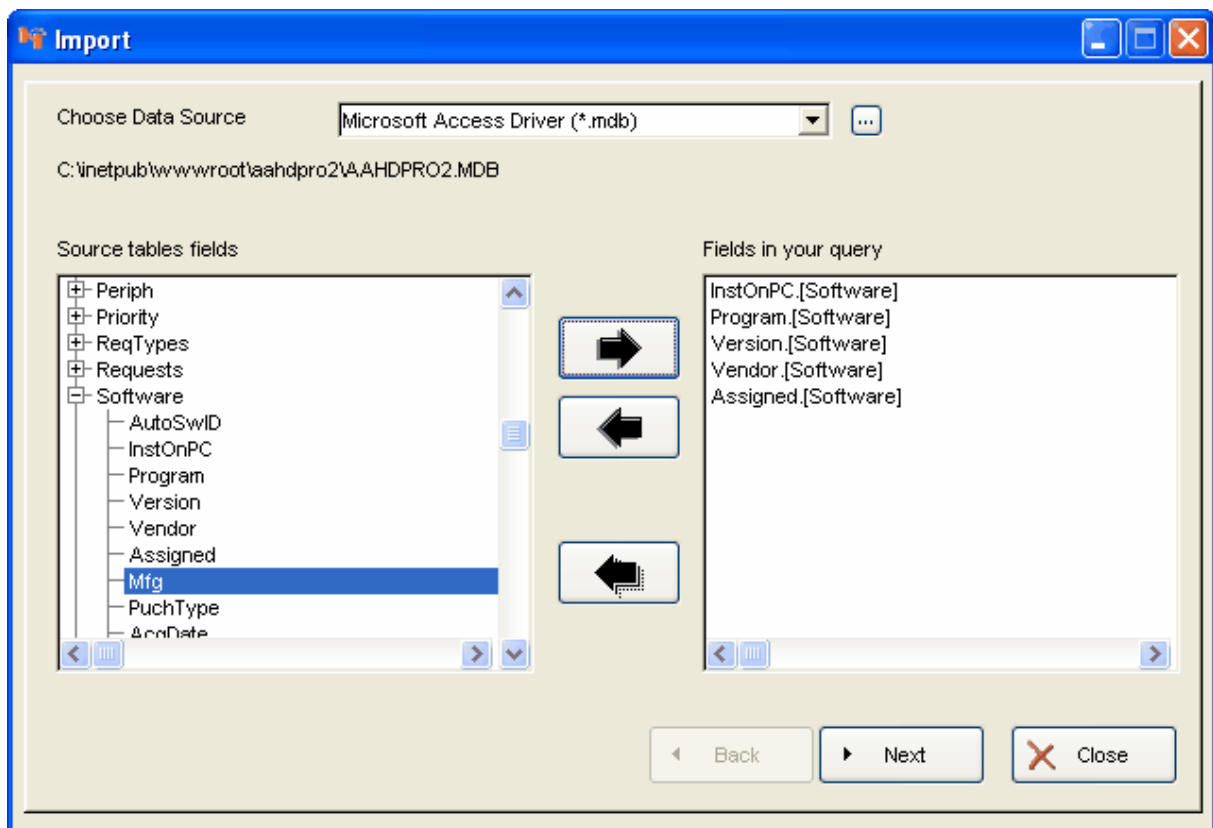 Import
Choose Data Source
Microsoft Access Driver (*.mdb)
...
C:\inetpub\wwwroot\aahdpro2\AAHDPRO2.MDB
Source tables fields
Periph
Priority
ReqTypes
Requests
Software
AutoSwID
InstOnPC
Program
Version
Vendor
Assigned
Mfg
PuchType
AcqDate
Fields in your query
InstOnPC.[Software]
Program.[Software]
Version.[Software]
Vendor.[Software]
Assigned.[Software]
Back
Next
Close